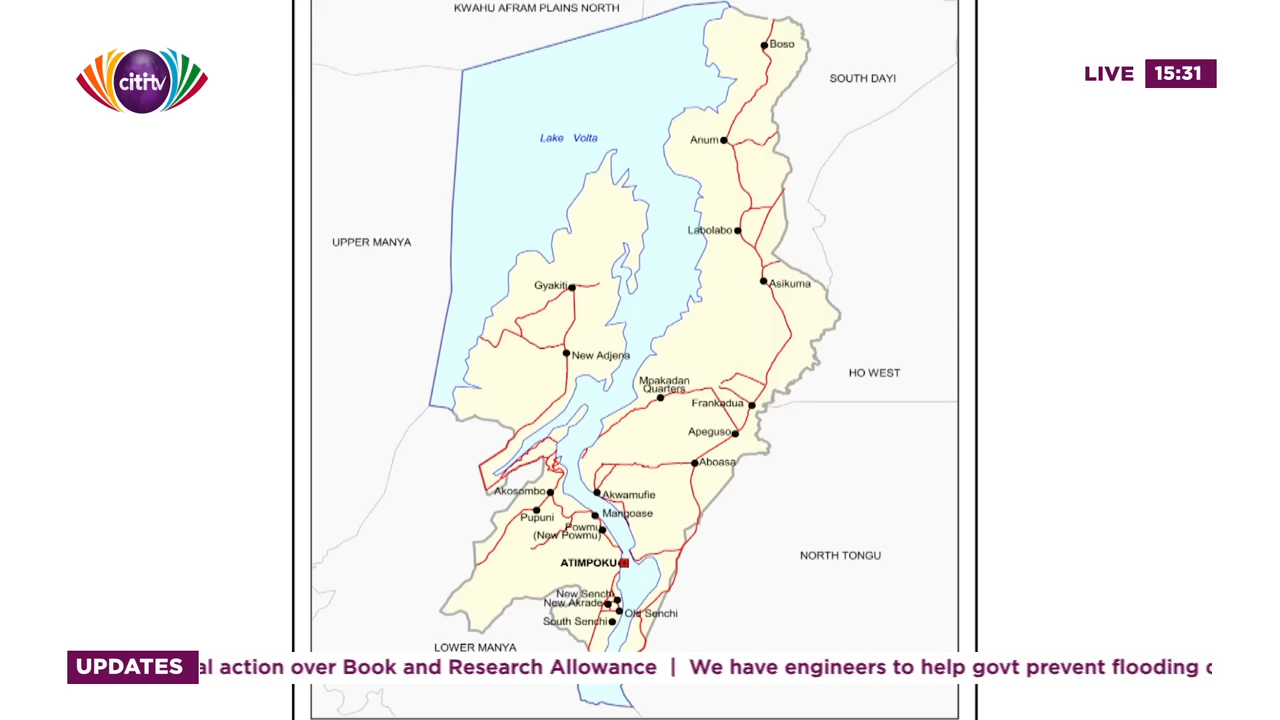 KWAHU AFRAM PLAINS NORTH
Boso
citi tv
LIVE 15:31
SOUTH DAYI
Lake Volta
Anum
UPPER MANYA
Labolabo
Gyakiti
Asikuma
New Adjena
HO WEST
Mpakadan
Quarters
Frankadua
Apeguso
Aboasa
Akosombo
Akwamufie
Pupuni
Mangoase
Powmu
(New Powmu)
NORTH TONGU
ATIMPOKU
New Senchi
New Akrade
Old Senchi
South Senchi
LOWER MANYA
UPDATES al action over Book and Research Allowance | We have engineers to help govt prevent flooding